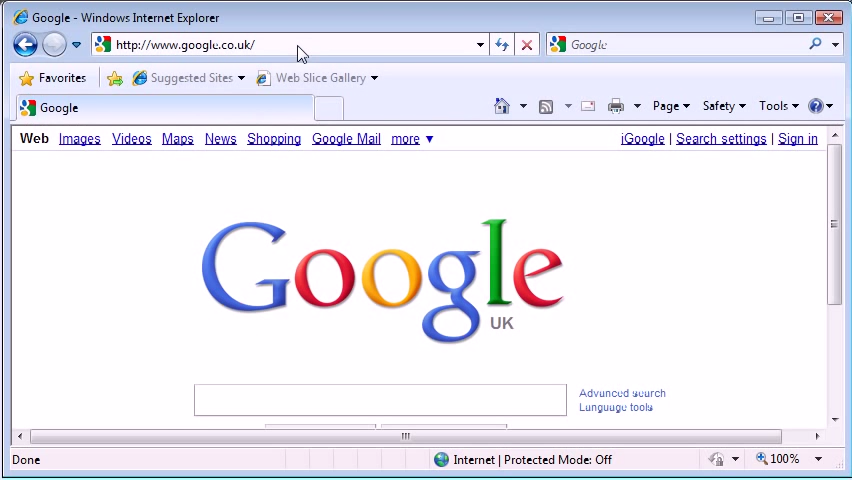 Google - Windows Internet Explorer
http://www.google.co.uk/
Google
Favorites
Suggested Sites
Web Slice Gallery
Google
Page
Safety
Tools
Web Images Videos Maps News Shopping Google Mail more ▼
iGoogle | Search settings | Sign in
Google
UK
Advanced search
Language tools
Done
Internet | Protected Mode: Off
100%